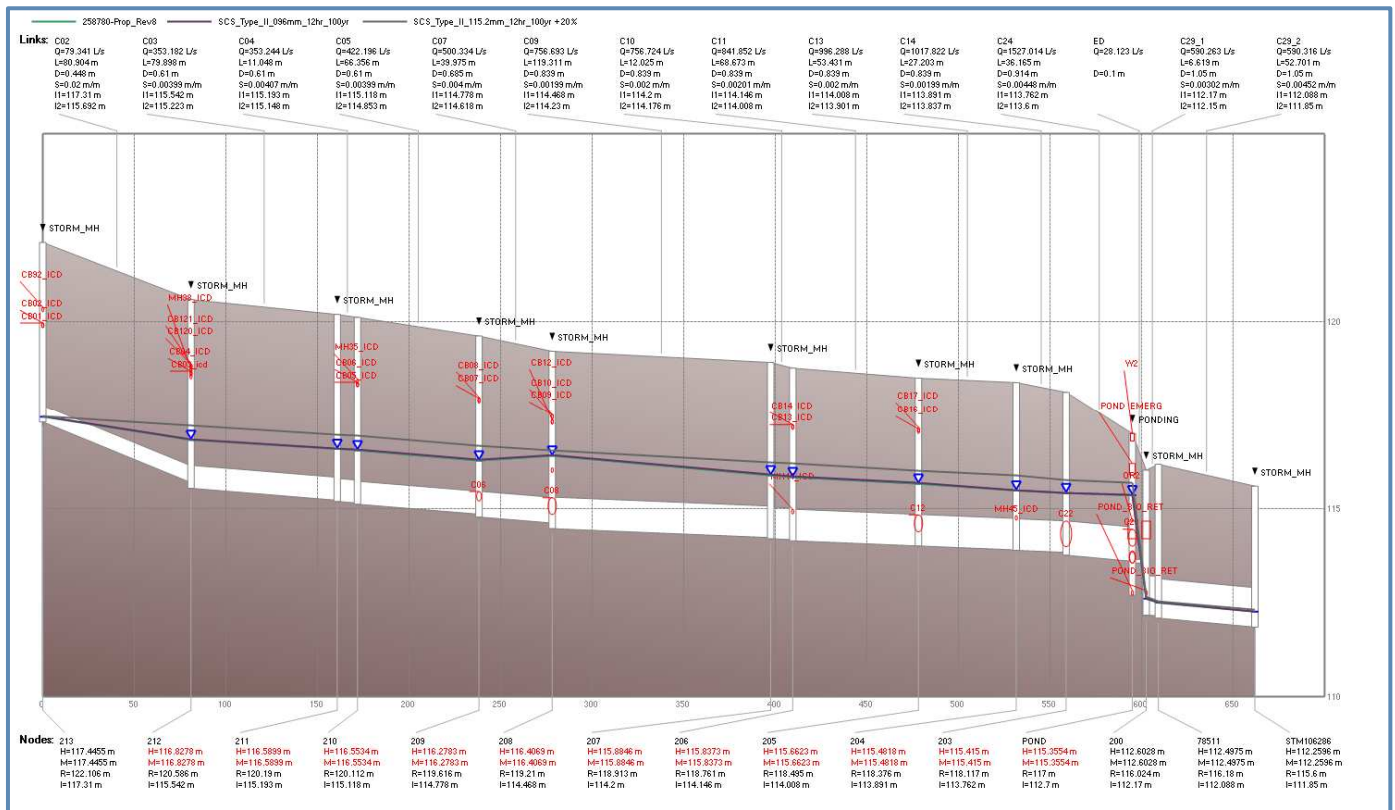 258780-Prop_Rev8 SCS_Type_II_096mm_12hr_100yr SCS_Type_II_115.2mm_12hr_100yr +20%
Links: C02 C03 C04 C05 C07 C09 C10 C11 C13 C14 C24 ED C29_1 C29_2
Q=79.341 L/s Q=353.182 L/s Q=353.244 L/s Q=422.196 L/s Q=500.334 L/s Q=756.693 L/s Q=756.724 L/s Q=841.852 L/s Q=996.288 L/s Q=1017.822 L/s Q=1527.014 L/s Q=28.123 L/s Q=590.263 L/s Q=590.316 L/s
L=80.904 m L=79.898 m L=11.048 m L=66.356 m L=39.975 m L=119.311 m L=12.025 m L=68.673 m L=53.431 m L=27.203 m L=36.165 m L=6.619 m L=52.701 m
D=0.448 m D=0.61 m D=0.61 m D=0.61 m D=0.685 m D=0.839 m D=0.839 m D=0.839 m D=0.839 m D=0.839 m D=0.914 m D=0.1 m D=1.05 m D=1.05 m
S=0.02 m/m S=0.00399 m/m S=0.00407 m/m S=0.00399 m/m S=0.004 m/m S=0.00199 m/m S=0.002 m/m S=0.00201 m/m S=0.002 m/m S=0.00199 m/m S=0.00448 m/m S=0.00302 m/m S=0.00452 m/m
I1=117.31 m I1=115.542 m I1=115.193 m I1=115.118 m I1=114.778 m I1=114.468 m I1=114.2 m I1=114.146 m I1=114.008 m I1=113.891 m I1=113.762 m I1=112.17 m I1=112.088 m
I2=115.692 m I2=115.223 m I2=115.148 m I2=114.853 m I2=114.618 m I2=114.23 m I2=114.176 m I2=114.008 m I2=113.901 m I2=113.837 m I2=113.6 m I2=112.15 m I2=111.85 m
STORM_MH
CB92_ICD
CB02_ICD
CB01_ICD
STORM_MH
MH38_ICD
CB121_ICD
CB120_ICD
CB04_ICD
CB03_icd
STORM_MH
MH35_ICD
CB06_ICD
CB05_ICD
STORM_MH
CB08_ICD
CB07_ICD
C06
STORM_MH
CB12_ICD
CB10_ICD
CB09_ICD
C08
STORM_MH
CB14_ICD
CB13_ICD
STORM_MH
CB17_ICD
CB16_ICD
C12
STORM_MH
MH45_ICD
C22
W2
POND_EMERG
PONDING
OR2
POND_BIO_RET
POND_BIO_RET
STORM_MH
STORM_MH
120
115
110
0 50 100 150 200 250 300 350 400 450 500 550 600 650
Nodes: 213 212 211 210 209 208 207 206 205 204 203 POND 200 78511 STM106286
H=117.4455 m H=116.8278 m H=116.5899 m H=116.5534 m H=116.2783 m H=116.4069 m H=115.8846 m H=115.8373 m H=115.6623 m H=115.4818 m H=115.415 m H=115.3554 m H=112.6028 m H=112.4975 m H=112.2596 m
M=117.4455 m M=116.8278 m M=116.5899 m M=116.5534 m M=116.2783 m M=116.4069 m M=115.8846 m M=115.8373 m M=115.6623 m M=115.4818 m M=115.415 m M=115.3554 m M=112.6028 m M=112.4975 m M=112.2596 m
R=122.106 m R=120.586 m R=120.19 m R=120.112 m R=119.616 m R=119.21 m R=118.913 m R=118.761 m R=118.495 m R=118.376 m R=118.117 m R=117 m R=116.024 m R=116.18 m R=115.6 m
I=117.31 m I=115.542 m I=115.193 m I=115.118 m I=114.778 m I=114.468 m I=114.2 m I=114.146 m I=114.008 m I=113.891 m I=113.762 m I=112.7 m I=112.17 m I=112.088 m I=111.85 m